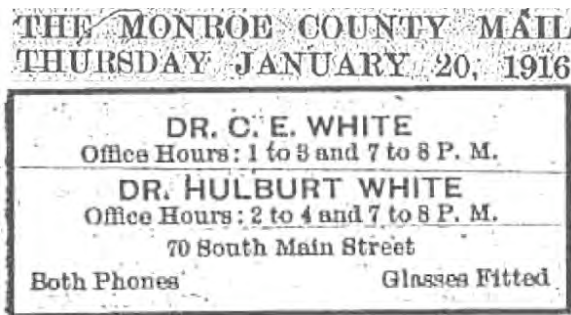 THE MONROE COUNTY MAIL
THURSDAY JANUARY 20, 1916
DR. C. E. WHITE
Office Hours: 1 to 3 and 7 to 8 P. M.
DR. HULBURT WHITE
Office Hours: 2 to 4 and 7 to 8 P. M.
70 South Main Street
Both Phones Glasses Fitted